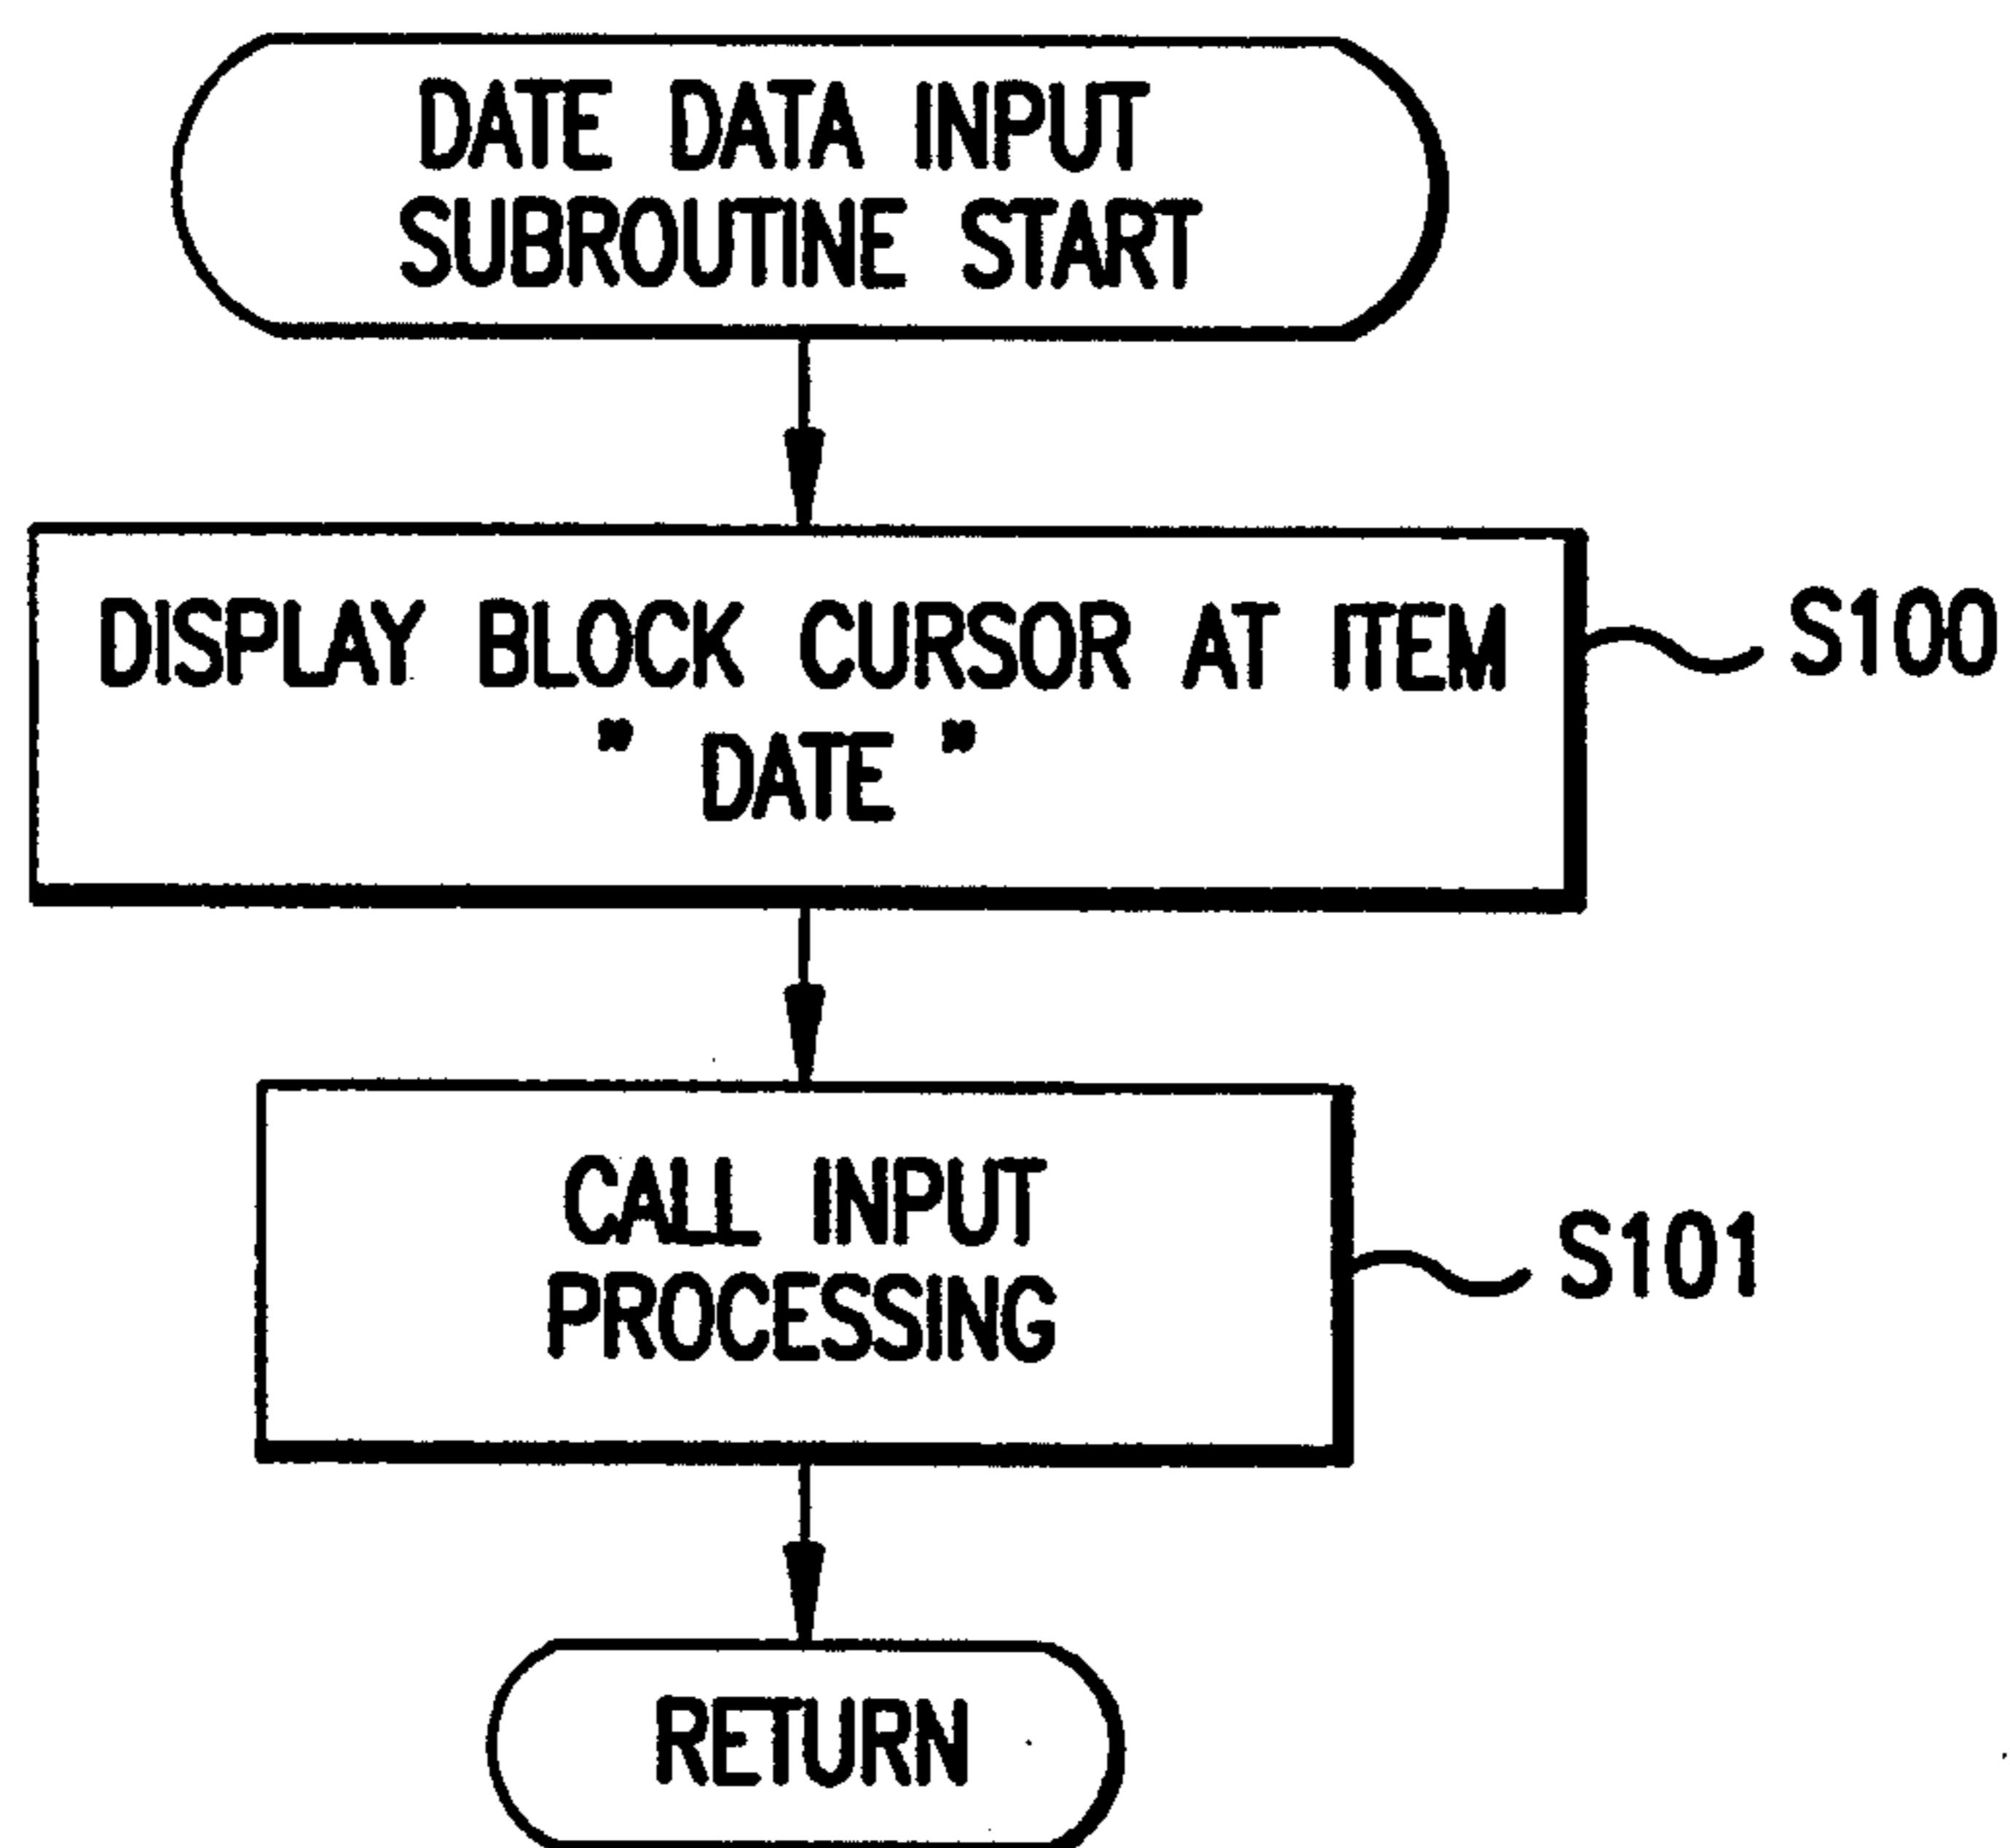 DATE DATA INPUT
SUBROUTINE START
DISPLAY BLOCK CURSOR AT ITEM
" DATE "
S100
CALL INPUT
PROCESSING
S101
RETURN